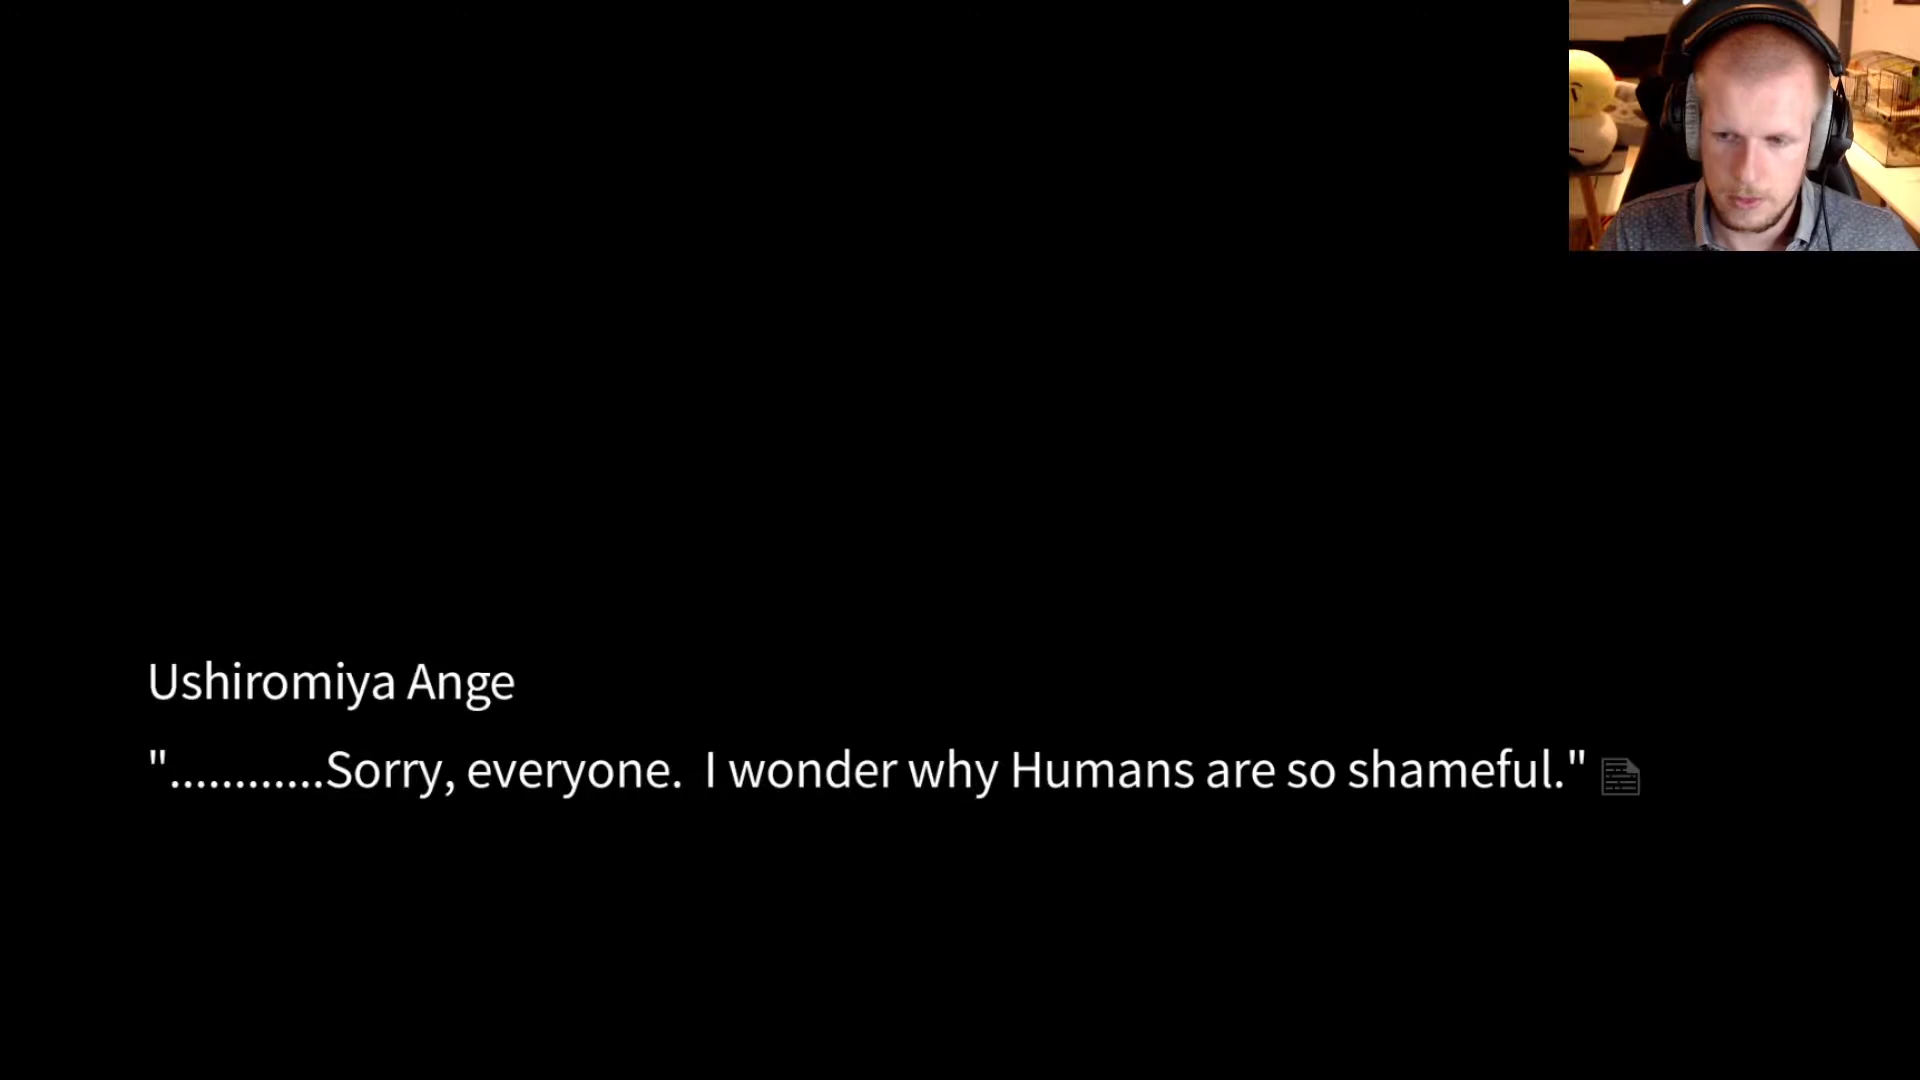 Ushiromiya Ange
"............Sorry, everyone.  I wonder why Humans are so shameful."